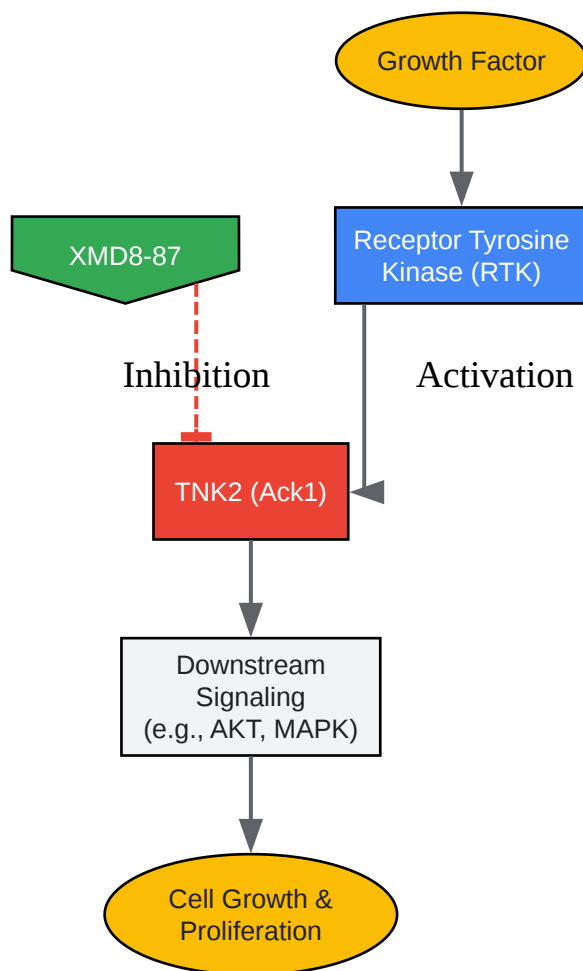 Growth Factor
XMD8-87
Receptor Tyrosine
Kinase (RTK)
Inhibition
Activation
TNK2 (Ack1)
Downstream
Signaling
(e.g., AKT, MAPK)
Cell Growth &
Proliferation